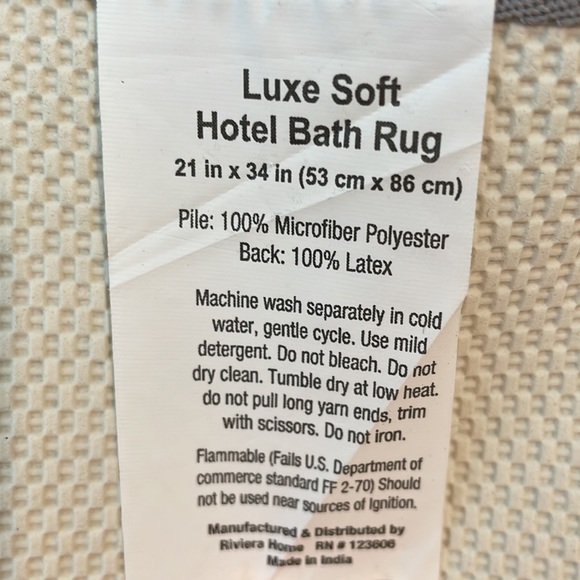 Luxe Soft
Hotel Bath Rug
21 in x 34 in (53 cm x 86 cm)
Pile: 100% Microfiber Polyester
Back: 100% Latex
Machine wash separately in cold
water, gentle cycle. Use mild
detergent. Do not bleach. Do not
dry clean. Tumble dry at low heat.
do not pull long yarn ends, trim
with scissors. Do not iron.
Flammable (Fails U.S. Department of
commerce standard FF 2-70) Should
not be used near sources of Ignition.
Manufactured & Distributed by
Riviera Home RN # 123606
Made in India